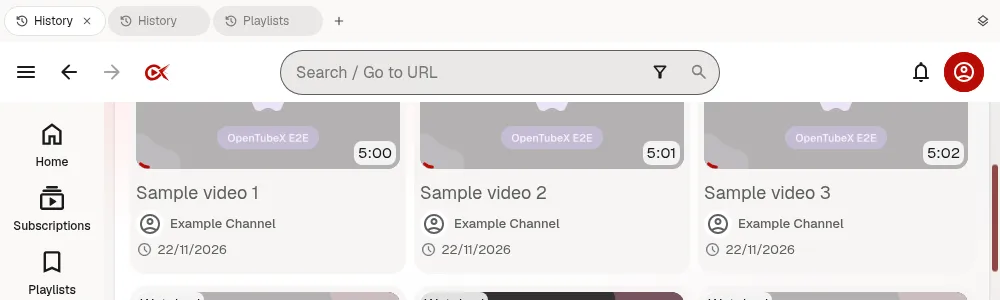 History
History
Playlists
Search / Go to URL
Home
Subscriptions
Playlists
OpenTubeX E2E
5:00
OpenTubeX E2E
5:01
OpenTubeX E2E
5:02
Sample video 1
Sample video 2
Sample video 3
Example Channel
Example Channel
Example Channel
22/11/2026
22/11/2026
22/11/2026